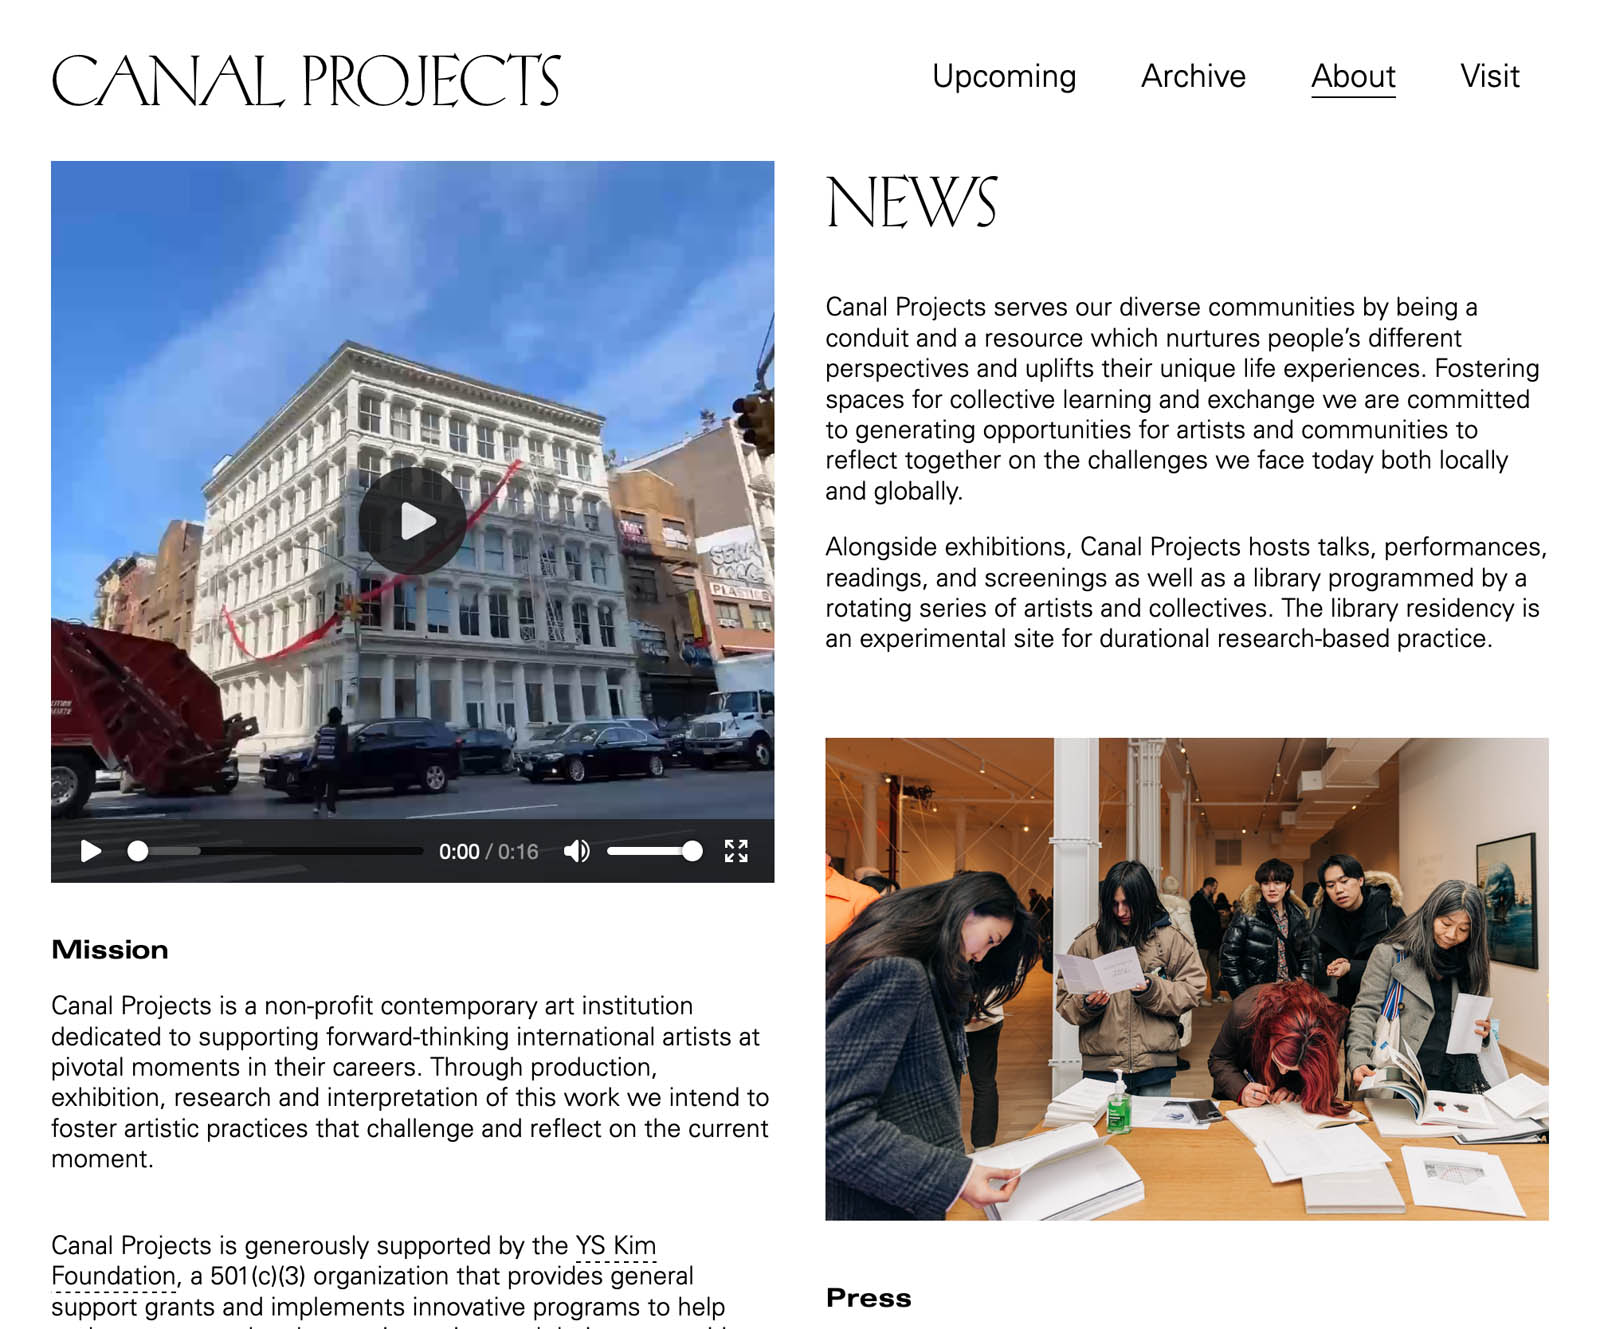 CANAL PROJECTS
Upcoming Archive About Visit
PLASTICS
0:00 / 0:16
Mission
Canal Projects is a non-profit contemporary art institution
dedicated to supporting forward-thinking international artists at
pivotal moments in their careers. Through production,
exhibition, research and interpretation of this work we intend to
foster artistic practices that challenge and reflect on the current
moment.
Canal Projects is generously supported by the YS Kim
Foundation, a 501(c)(3) organization that provides general
support grants and implements innovative programs to help
NEWS
Canal Projects serves our diverse communities by being a
conduit and a resource which nurtures people’s different
perspectives and uplifts their unique life experiences. Fostering
spaces for collective learning and exchange we are committed
to generating opportunities for artists and communities to
reflect together on the challenges we face today both locally
and globally.
Alongside exhibitions, Canal Projects hosts talks, performances,
readings, and screenings as well as a library programmed by a
rotating series of artists and collectives. The library residency is
an experimental site for durational research-based practice.
Press